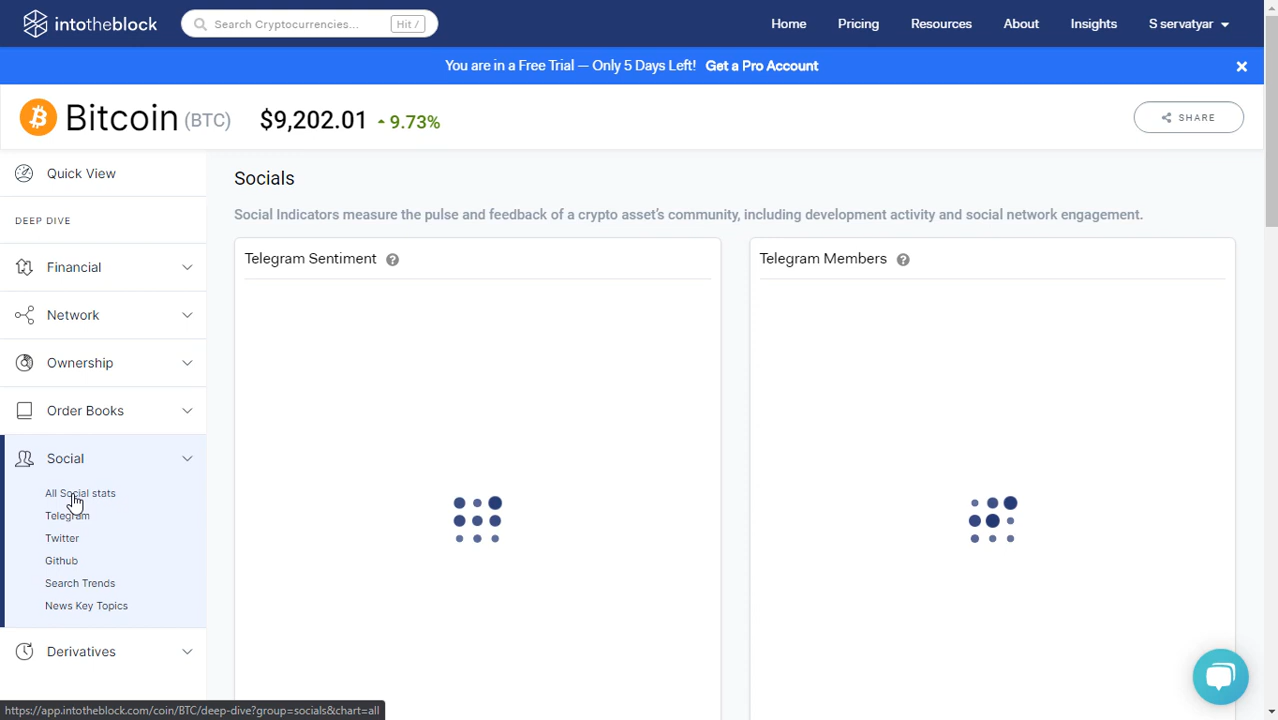 intotheblock
Search Cryptocurrencies...
Hit /
Home
Pricing
Resources
About
Insights
S servatyar
You are in a Free Trial — Only 5 Days Left! Get a Pro Account
Bitcoin (BTC)
$9,202.01
9.73%
SHARE
Quick View
DEEP DIVE
Financial
Network
Ownership
Order Books
Social
All Social stats
Telegram
Twitter
Github
Search Trends
News Key Topics
Derivatives
Socials
Social Indicators measure the pulse and feedback of a crypto asset's community, including development activity and social network engagement.
Telegram Sentiment ?
Telegram Members ?
https://app.intotheblock.com/coin/BTC/deep-dive?group=socials&chart=all